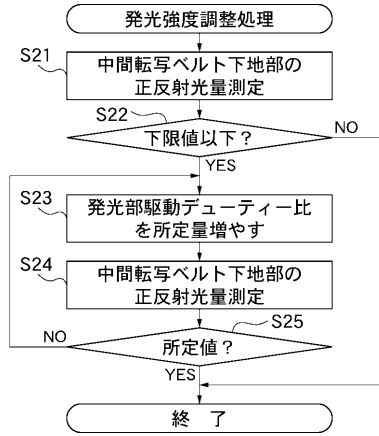 発光強度調整処理
S21
中間転写ベルト下地部の
正反射光量測定
S22
下限値以下？
NO
YES
S23
発光部駆動デューティー比
を所定量増やす
S24
中間転写ベルト下地部の
正反射光量測定
S25
NO
所定値？
YES
終 了